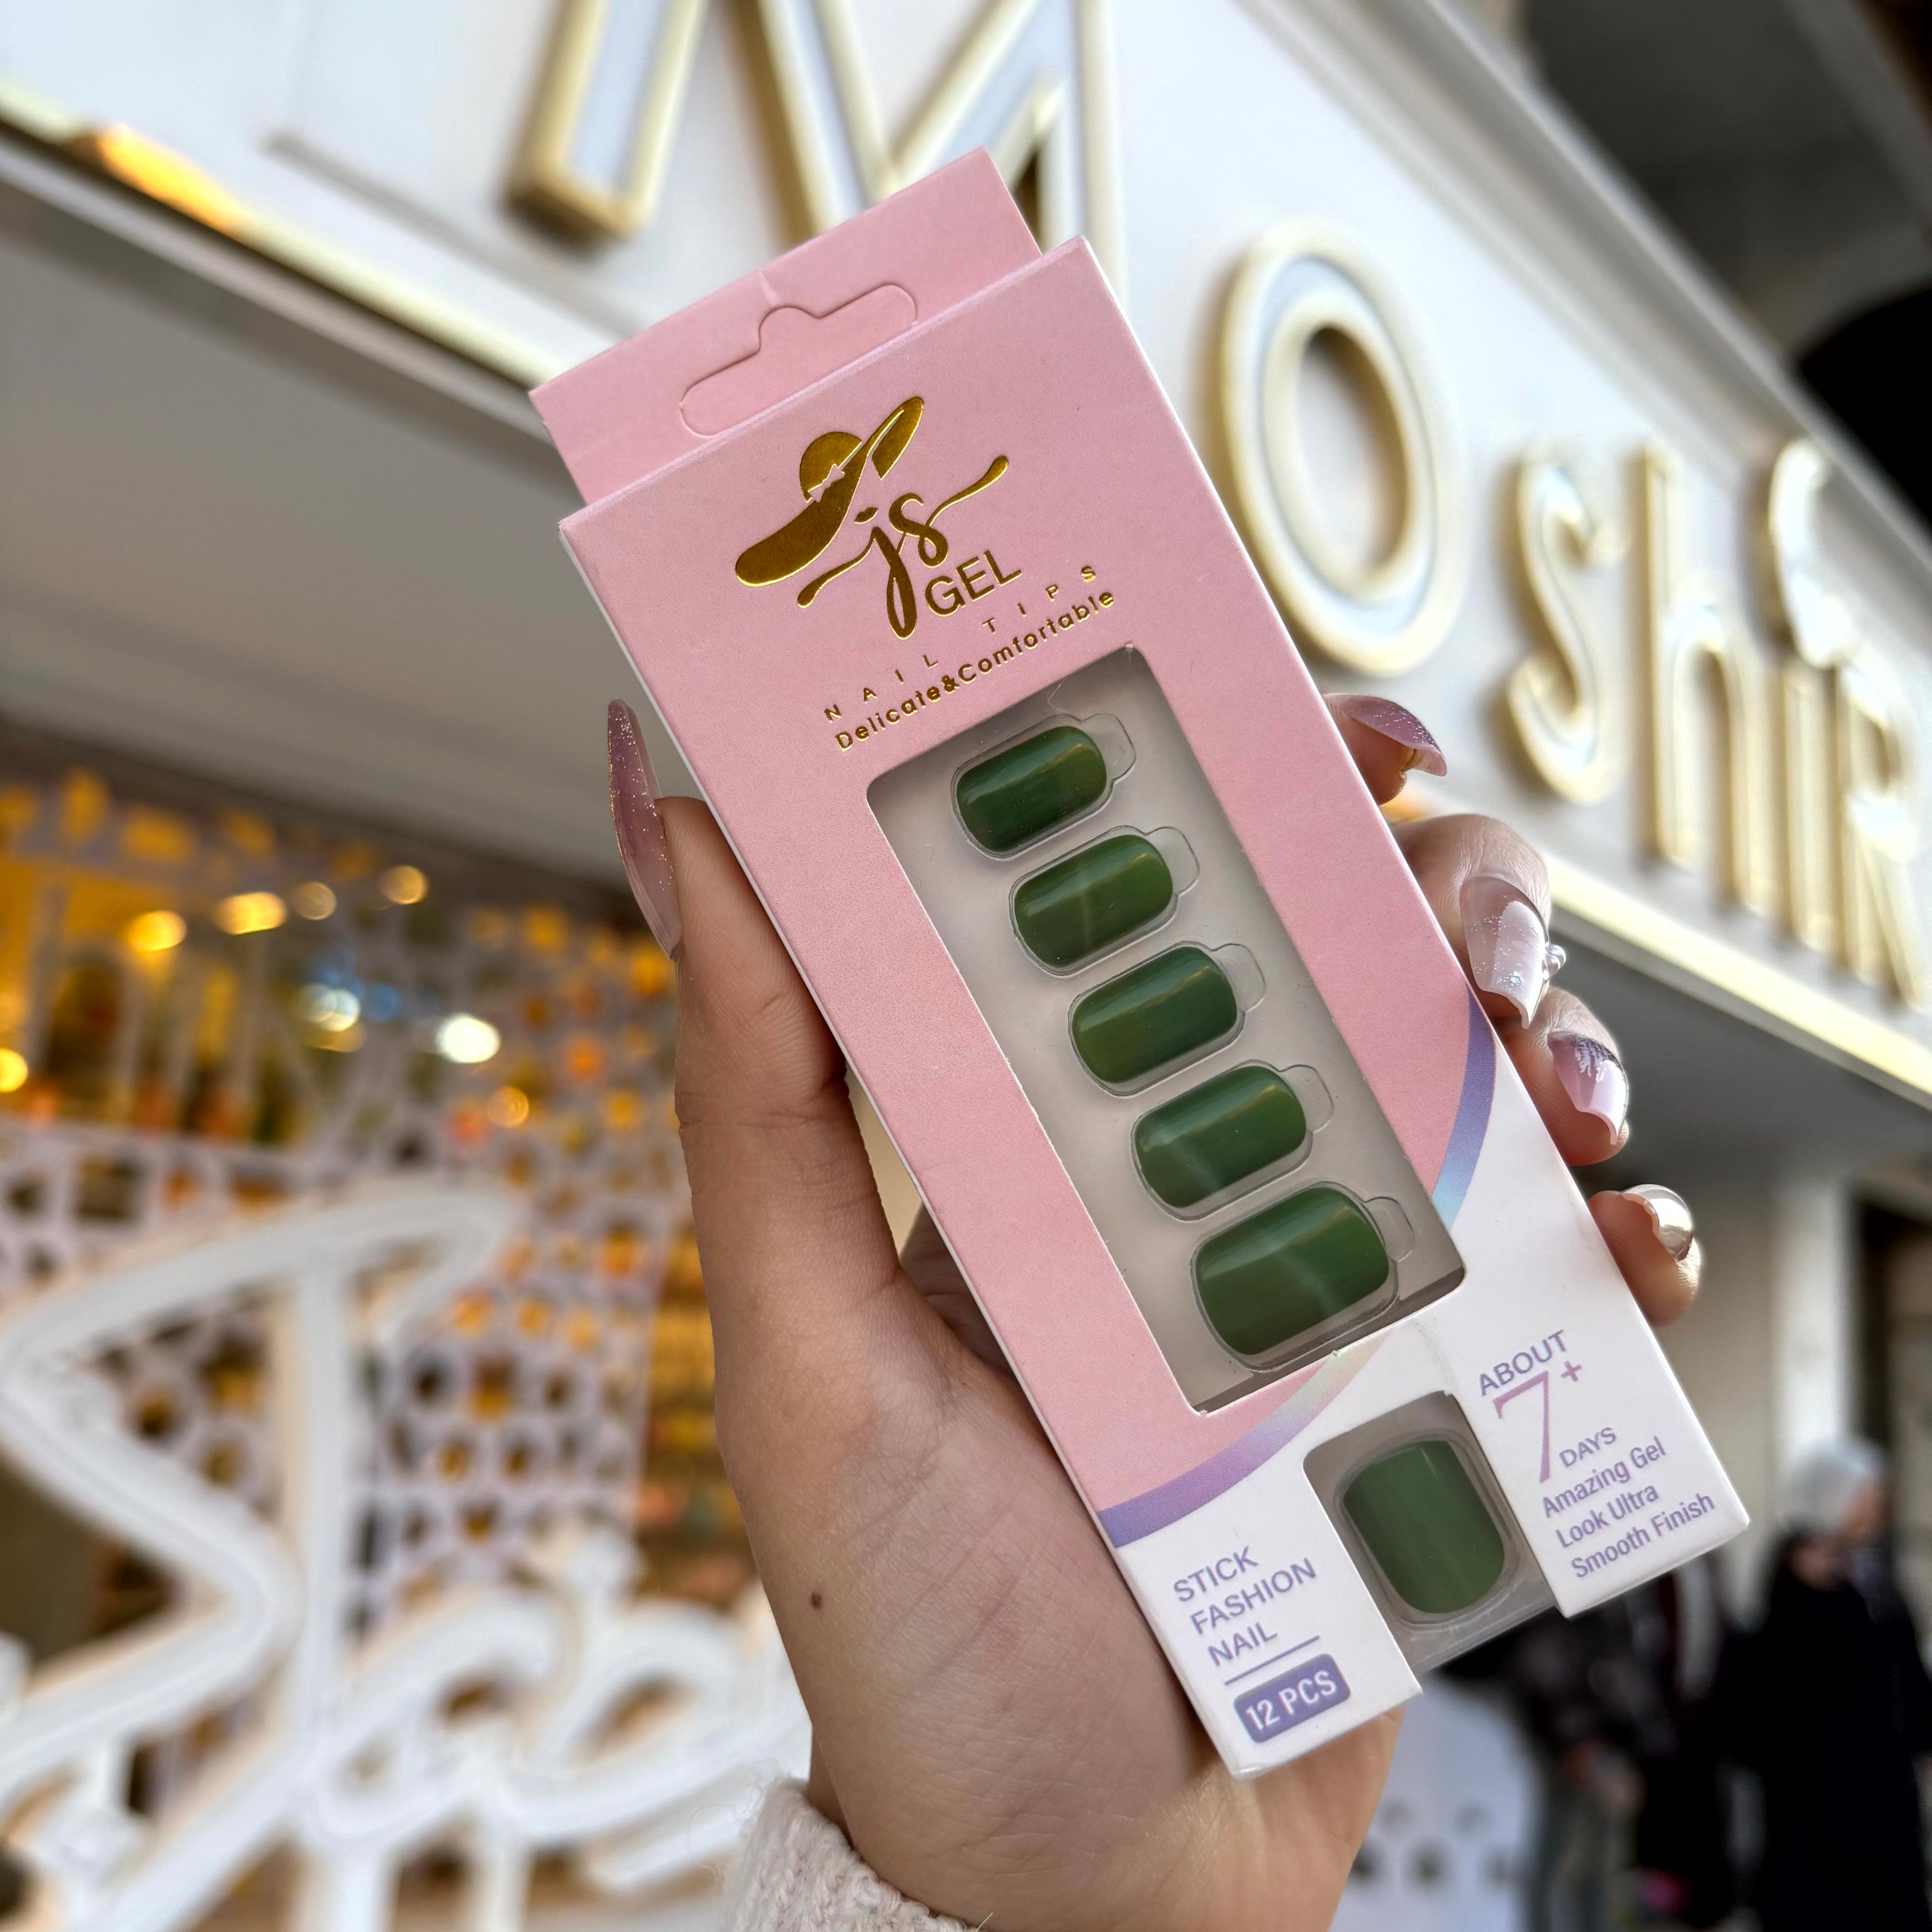 js
GEL
NAIL TIPS
Delicate&Comfortable
ABOUT
7+
DAYS
Amazing Gel
Look Ultra
Smooth Finish
STICK
FASHION
NAIL
12 PCS